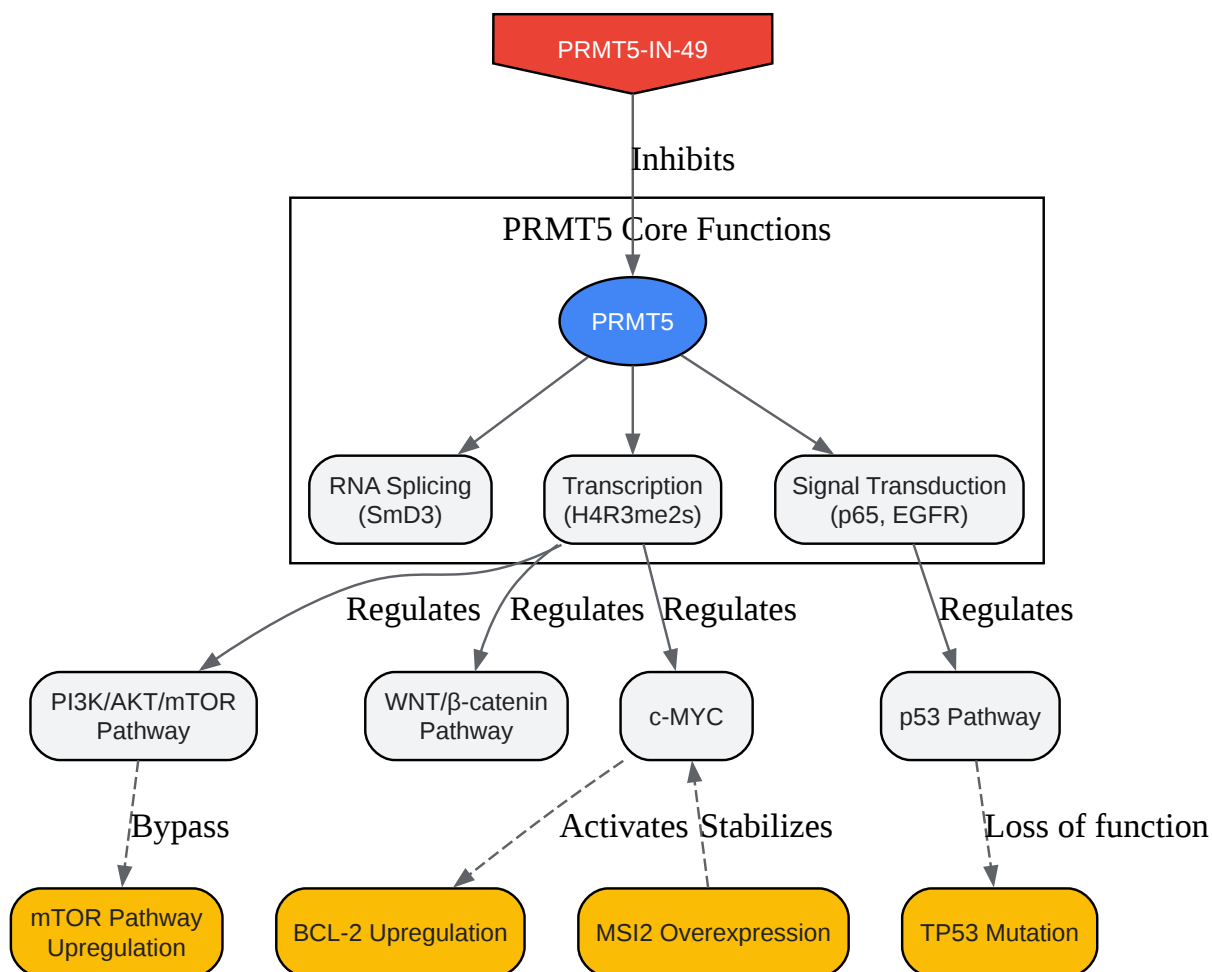 PRMT5-IN-49
Inhibits
PRMT5 Core Functions
PRMT5
RNA Splicing
(SmD3)
Transcription
(H4R3me2s)
Signal Transduction
(p65, EGFR)
Regulates
Regulates
Regulates
Regulates
PI3K/AKT/mTOR
Pathway
WNT/β-catenin
Pathway
c-MYC
p53 Pathway
Bypass
Activates
Stabilizes
Loss of function
mTOR Pathway
Upregulation
BCL-2 Upregulation
MSI2 Overexpression
TP53 Mutation